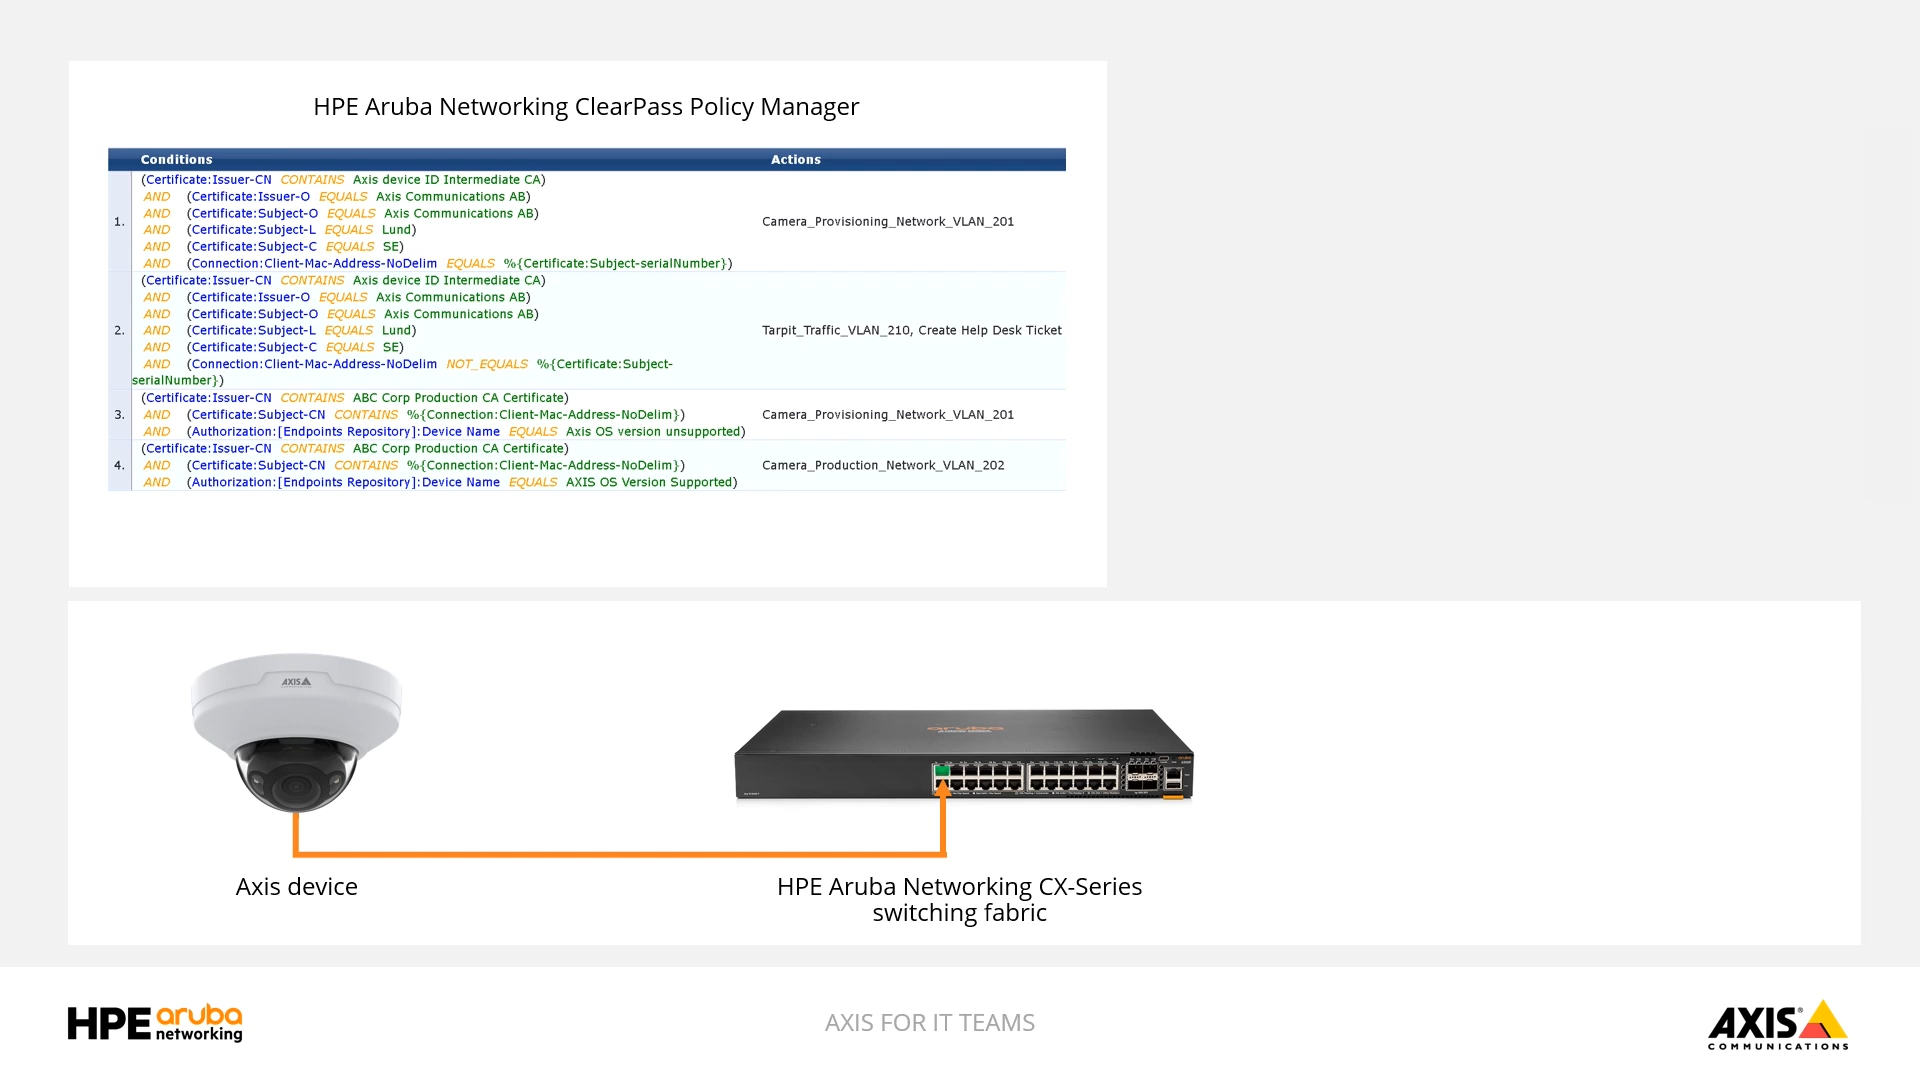 HPE Aruba Networking ClearPass Policy Manager
Conditions Actions
(Certificate:Issuer-CN CONTAINS Axis device ID Intermediate CA)
AND (Certificate:Issuer-O EQUALS Axis Communications AB)
AND (Certificate:Subject-O EQUALS Axis Communications AB)
1. Camera_Provisioning_Network_VLAN_201
AND (Certificate:Subject-L EQUALS Lund)
AND (Certificate:Subject-C EQUALS SE)
AND (Connection:Client-Mac-Address-NoDelim EQUALS %{Certificate:Subject-serialNumber})
(Certificate:Issuer-CN CONTAINS Axis device ID Intermediate CA)
AND (Certificate:Issuer-O EQUALS Axis Communications AB)
AND (Certificate:Subject-O EQUALS Axis Communications AB)
2. AND (Certificate:Subject-L EQUALS Lund) Tarpit_Traffic_VLAN_210, Create Help Desk Ticket
AND (Certificate:Subject-C EQUALS SE)
AND (Connection:Client-Mac-Address-NoDelim NOT_EQUALS %{Certificate:Subject-
serialNumber})
(Certificate:Issuer-CN CONTAINS ABC Corp Production CA Certificate)
3. AND (Certificate:Subject-CN CONTAINS %{Connection:Client-Mac-Address-NoDelim}) Camera_Provisioning_Network_VLAN_201
AND (Authorization:[Endpoints Repository]:Device Name EQUALS Axis OS version unsupported)
(Certificate:Issuer-CN CONTAINS ABC Corp Production CA Certificate)
4. AND (Certificate:Subject-CN CONTAINS %{Connection:Client-Mac-Address-NoDelim}) Camera_Production_Network_VLAN_202
AND (Authorization:[Endpoints Repository]:Device Name EQUALS AXIS OS Version Supported)
AXIS
aruba
Axis device
HPE Aruba Networking CX-Series
switching fabric
HPE aruba
networking
AXIS FOR IT TEAMS
AXIS
COMMUNICATIONS